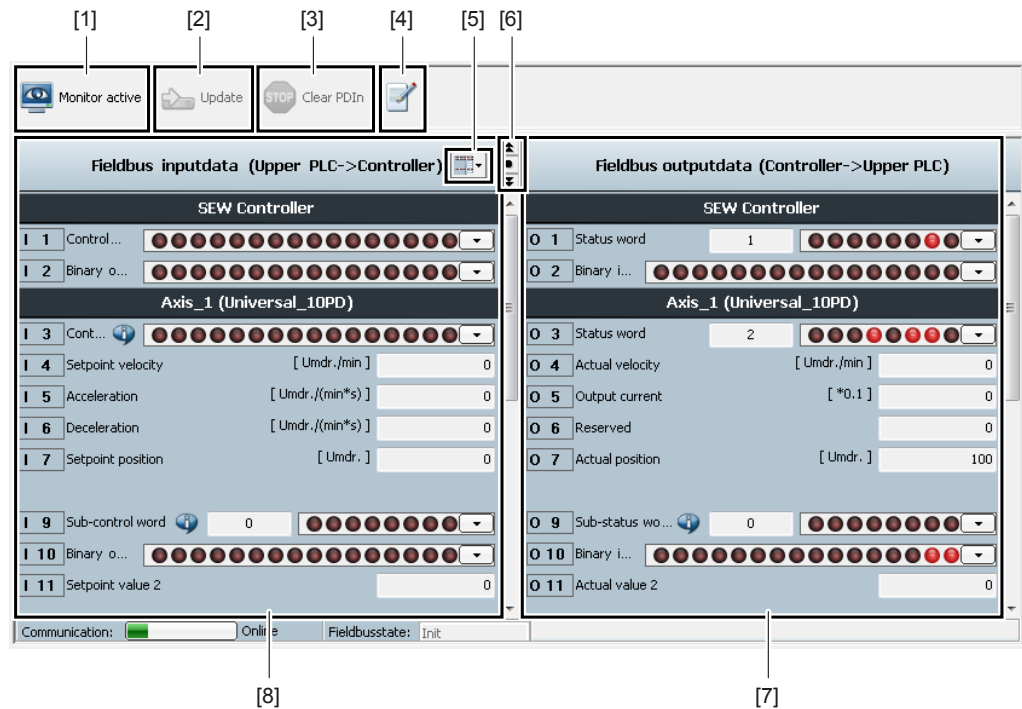 [1] [2] [3] [4] [5] [6]
Monitor active Update STOP Clear PDIn
Fieldbus inputdata (Upper PLC->Controller) Fieldbus outputdata (Controller->Upper PLC)
SEW Controller SEW Controller
I 1 Control... O 1 Status word 1
I 2 Binary o... O 2 Binary i...
Axis_1 (Universal_10PD) Axis_1 (Universal_10PD)
I 3 Cont... O 3 Status word 2
I 4 Setpoint velocity [ Umdr./min ] 0 O 4 Actual velocity [ Umdr./min ] 0
I 5 Acceleration [ Umdr./(min*s) ] 0 O 5 Output current [ *0.1 ] 0
I 6 Deceleration [ Umdr./(min*s) ] 0 O 6 Reserved 0
I 7 Setpoint position [ Umdr. ] 0 O 7 Actual position [ Umdr. ] 100
I 9 Sub-control word 0 O 9 Sub-status wo... 0
I 10 Binary o... O 10 Binary i...
I 11 Setpoint value 2 0 O 11 Actual value 2 0
Communication: Online Fieldbusstate: Init
[8] [7]